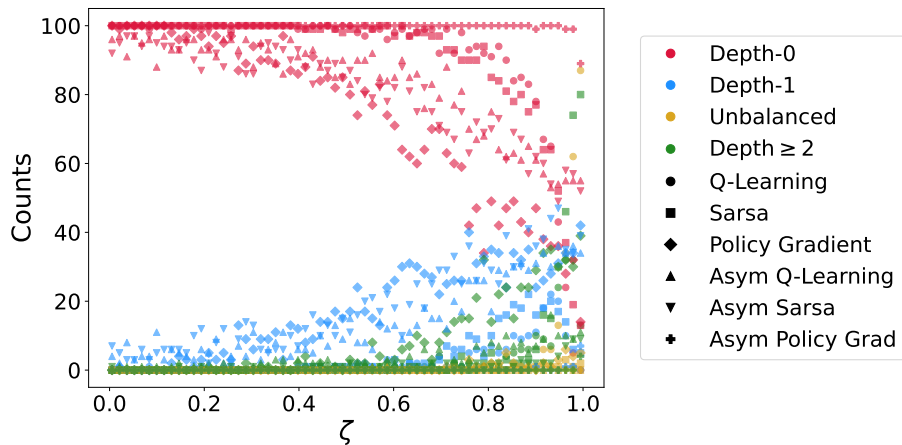 100
80
60
40
20
0
Counts
0.0 0.2 0.4 0.6 0.8 1.0
ζ
Depth-0
Depth-1
Unbalanced
Depth ≥ 2
Q-Learning
Sarsa
Policy Gradient
Asym Q-Learning
Asym Sarsa
Asym Policy Grad